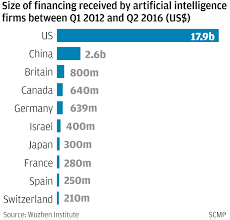 Size of financing received by artificial intelligence
firms between Q1 2012 and Q2 2016 (US$)
US 17.9b
China 2.6b
Britain 800m
Canada 640m
Germany 639m
Israel 400m
Japan 300m
France 280m
Spain 250m
Switzerland 210m
Source: Wuzhen Institute SCMP